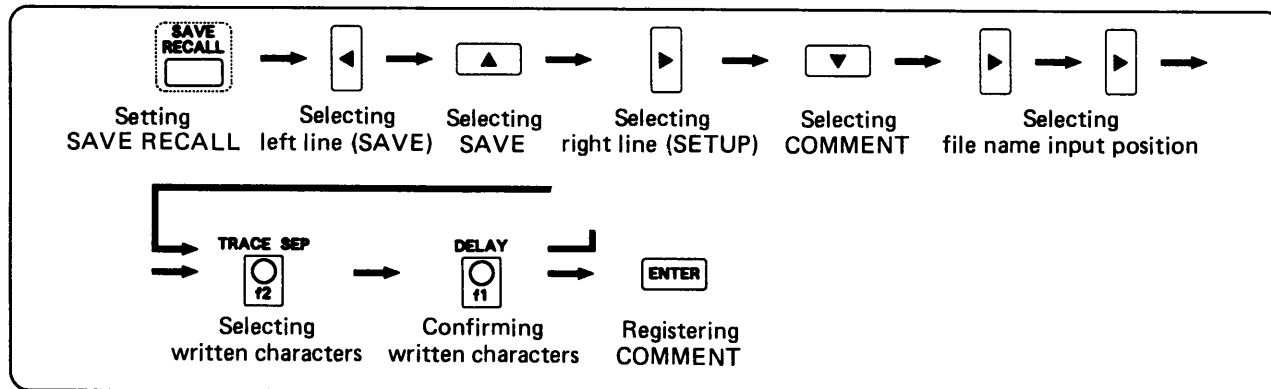 SAVE
RECALL
Setting
SAVE RECALL
Selecting
left line (SAVE)
Selecting
SAVE
Selecting
right line (SETUP)
Selecting
COMMENT
Selecting
file name input position
TRACE SEP
f2
Selecting
written characters
DELAY
f1
Confirming
written characters
ENTER
Registering
COMMENT